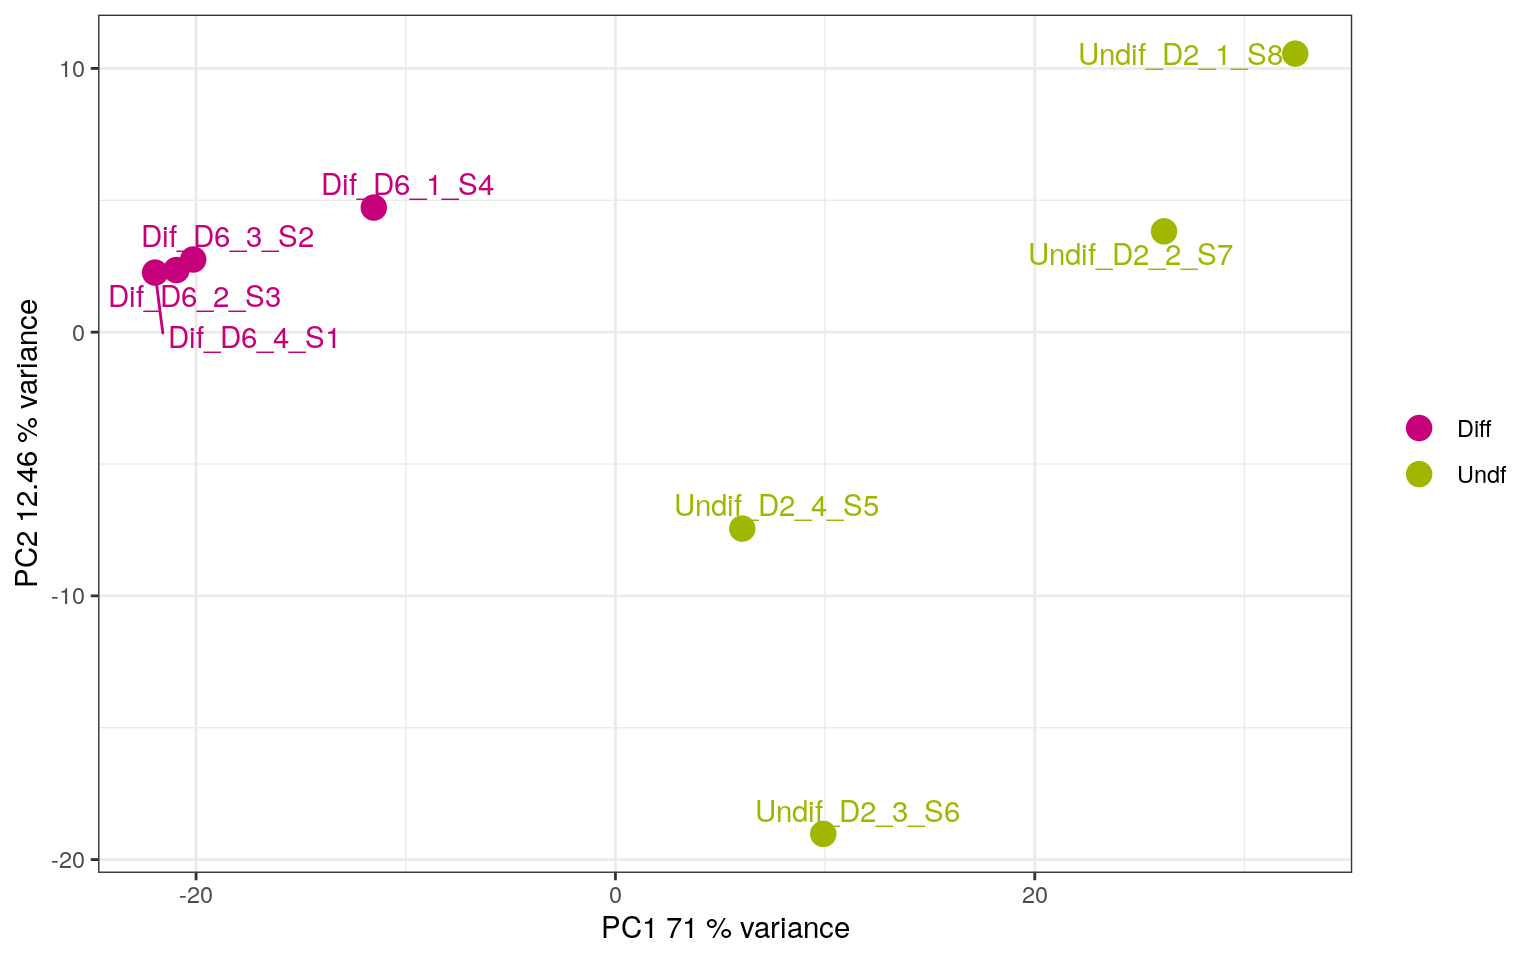 10
0
-10
-20
-20
0
20
PC2 12.46 % variance
PC1 71 % variance
Undif_D2_1_S8
Dif_D6_1_S4
Dif_D6_3_S2
Undif_D2_2_S7
Dif_D6_2_S3
Dif_D6_4_S1
Undif_D2_4_S5
Undif_D2_3_S6
Diff
Undf